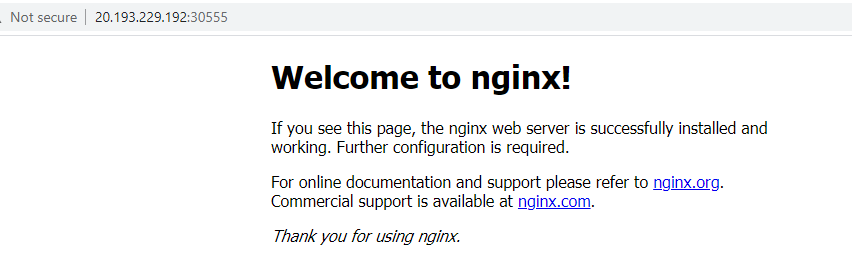 Not secure | 20.193.229.192:30555
Welcome to nginx!
If you see this page, the nginx web server is successfully installed and
working. Further configuration is required.
For online documentation and support please refer to nginx.org.
Commercial support is available at nginx.com.
Thank you for using nginx.